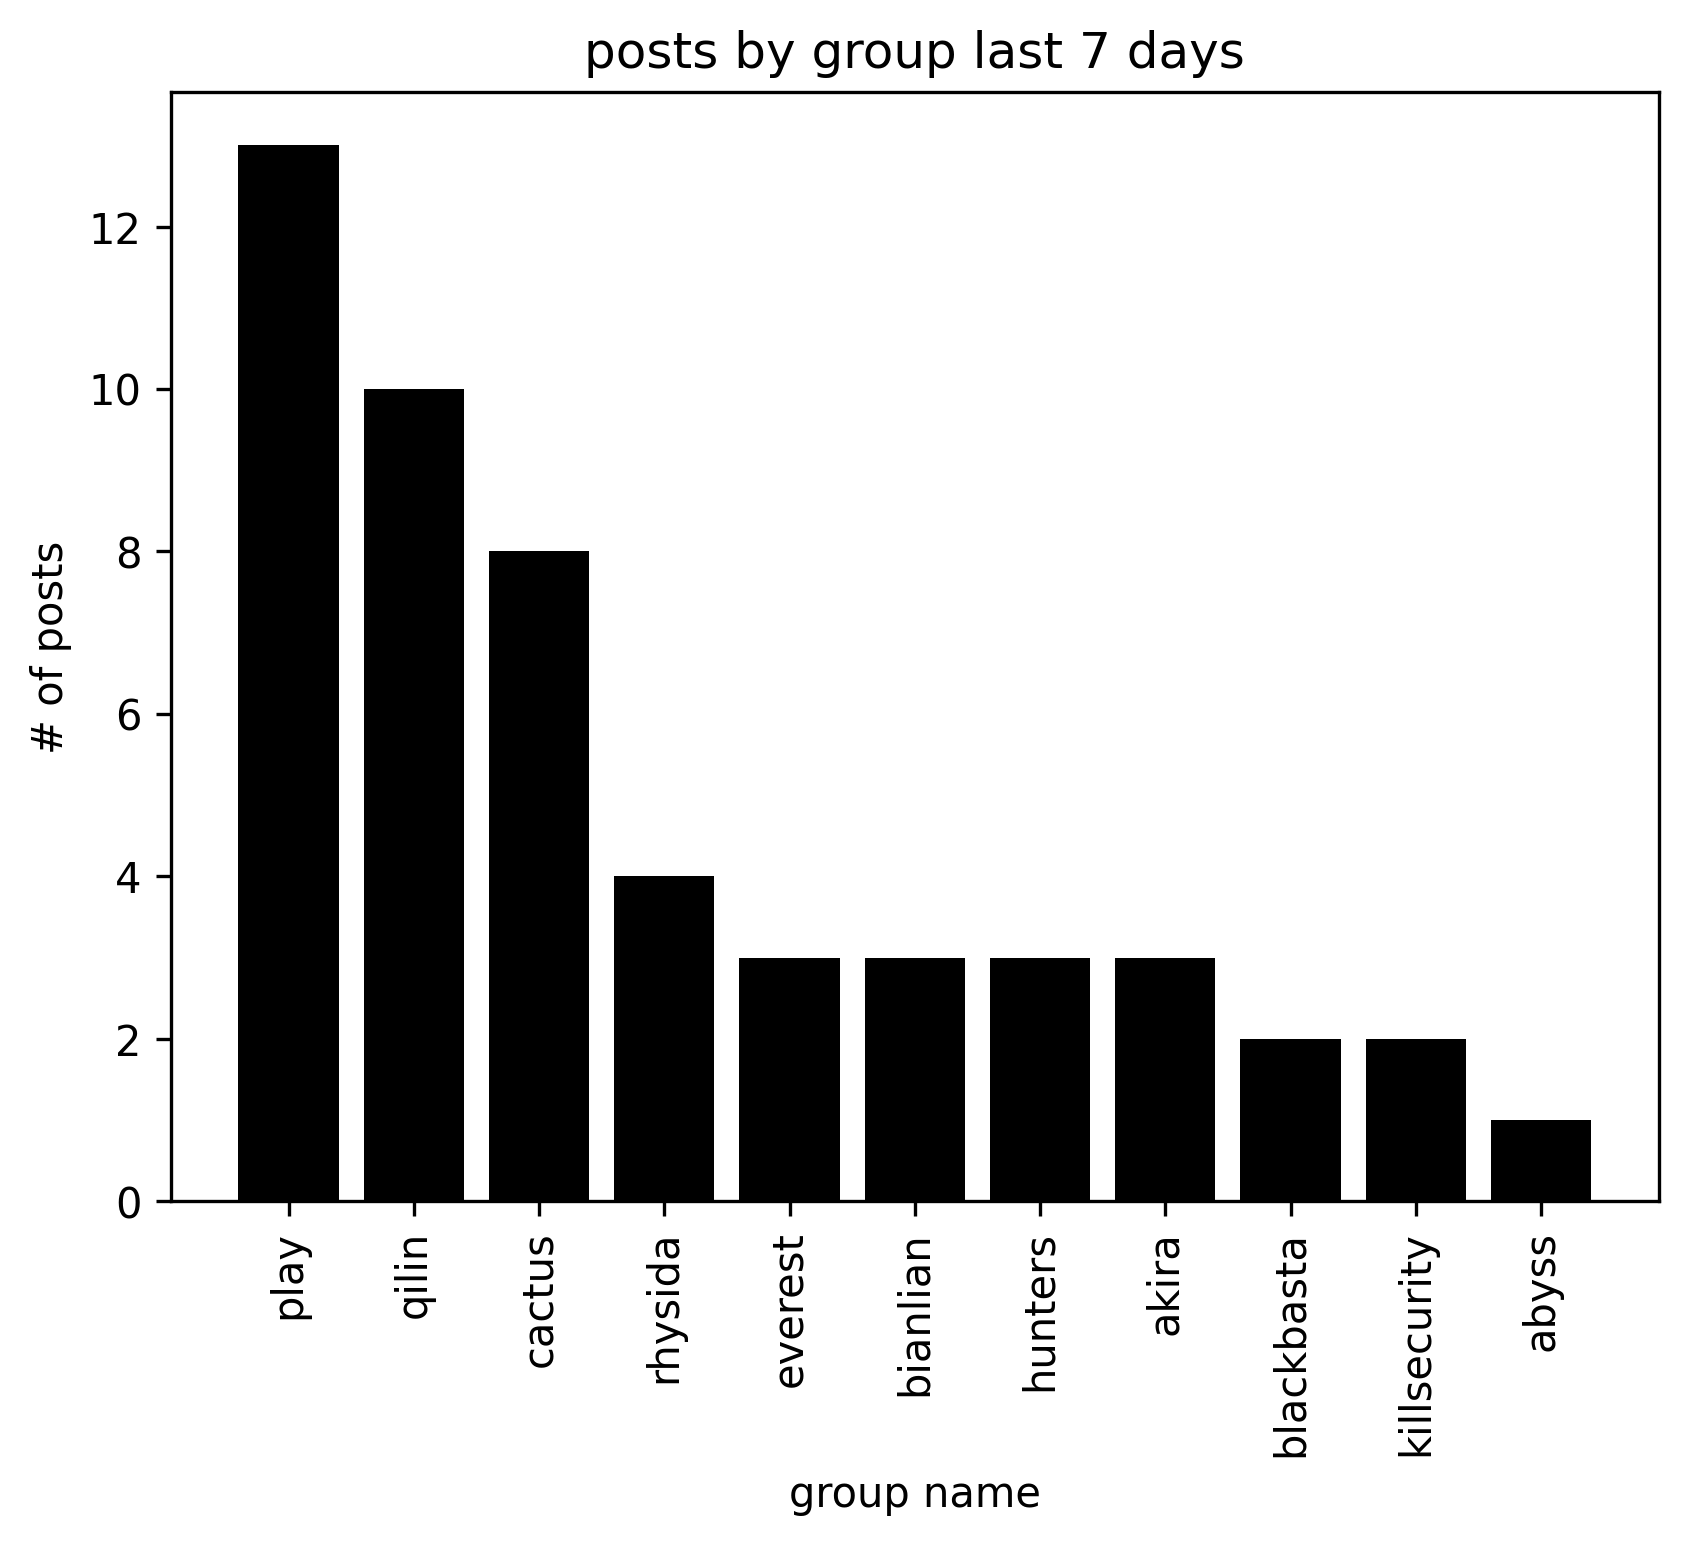 posts by group last 7 days
12
10
8
6
4
2
0
# of posts
play
qilin
cactus
rhysida
everest
bianlian
hunters
akira
blackbasta
killsecurity
abyss
group name